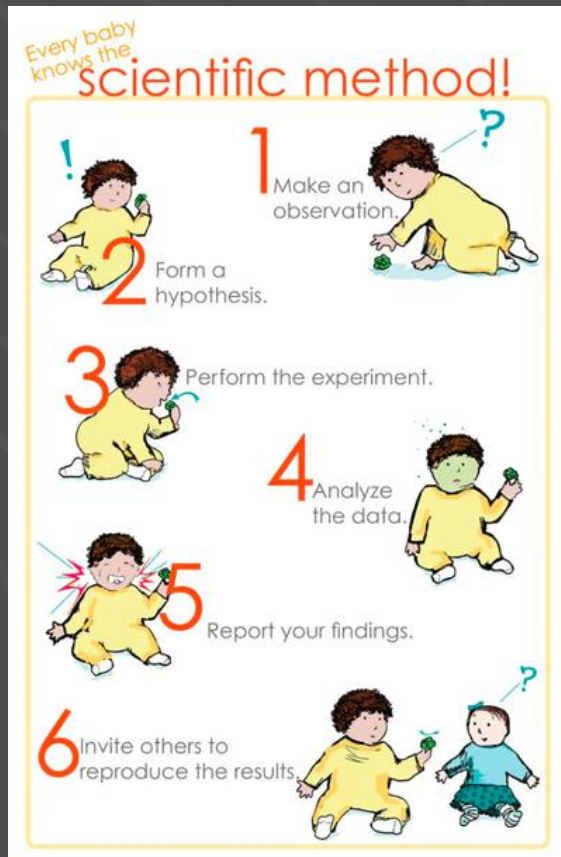 Every baby
knows the
scientific method!
!
?
1
Make an
observation.
2
Form a
hypothesis.
3
Perform the experiment.
4
Analyze
the data.
5
Report your findings.
?
6
Invite others to
reproduce the results.